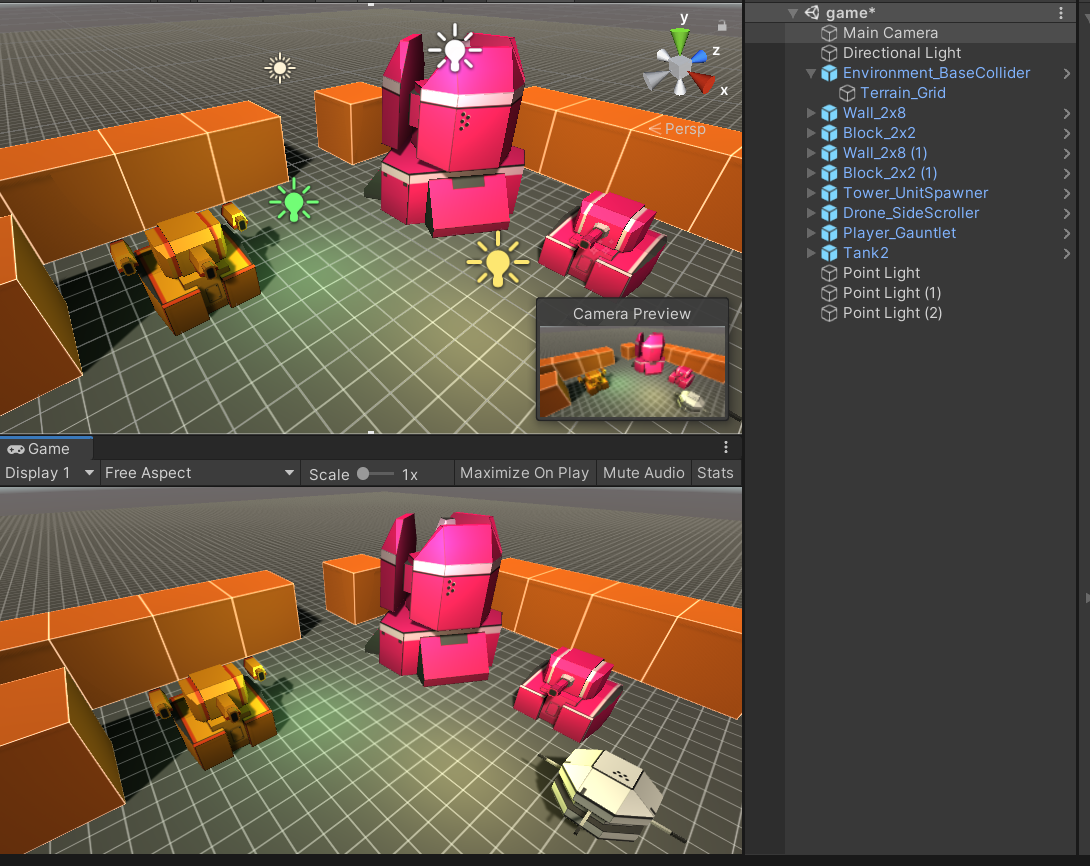 y
z
x
Persp
Camera Preview
Game
Display 1 Free Aspect Scale 1x Maximize On Play Mute Audio Stats
game*
Main Camera
Directional Light
Environment_BaseCollider
Terrain_Grid
Wall_2x8
Block_2x2
Wall_2x8 (1)
Block_2x2 (1)
Tower_UnitSpawner
Drone_SideScroller
Player_Gauntlet
Tank2
Point Light
Point Light (1)
Point Light (2)